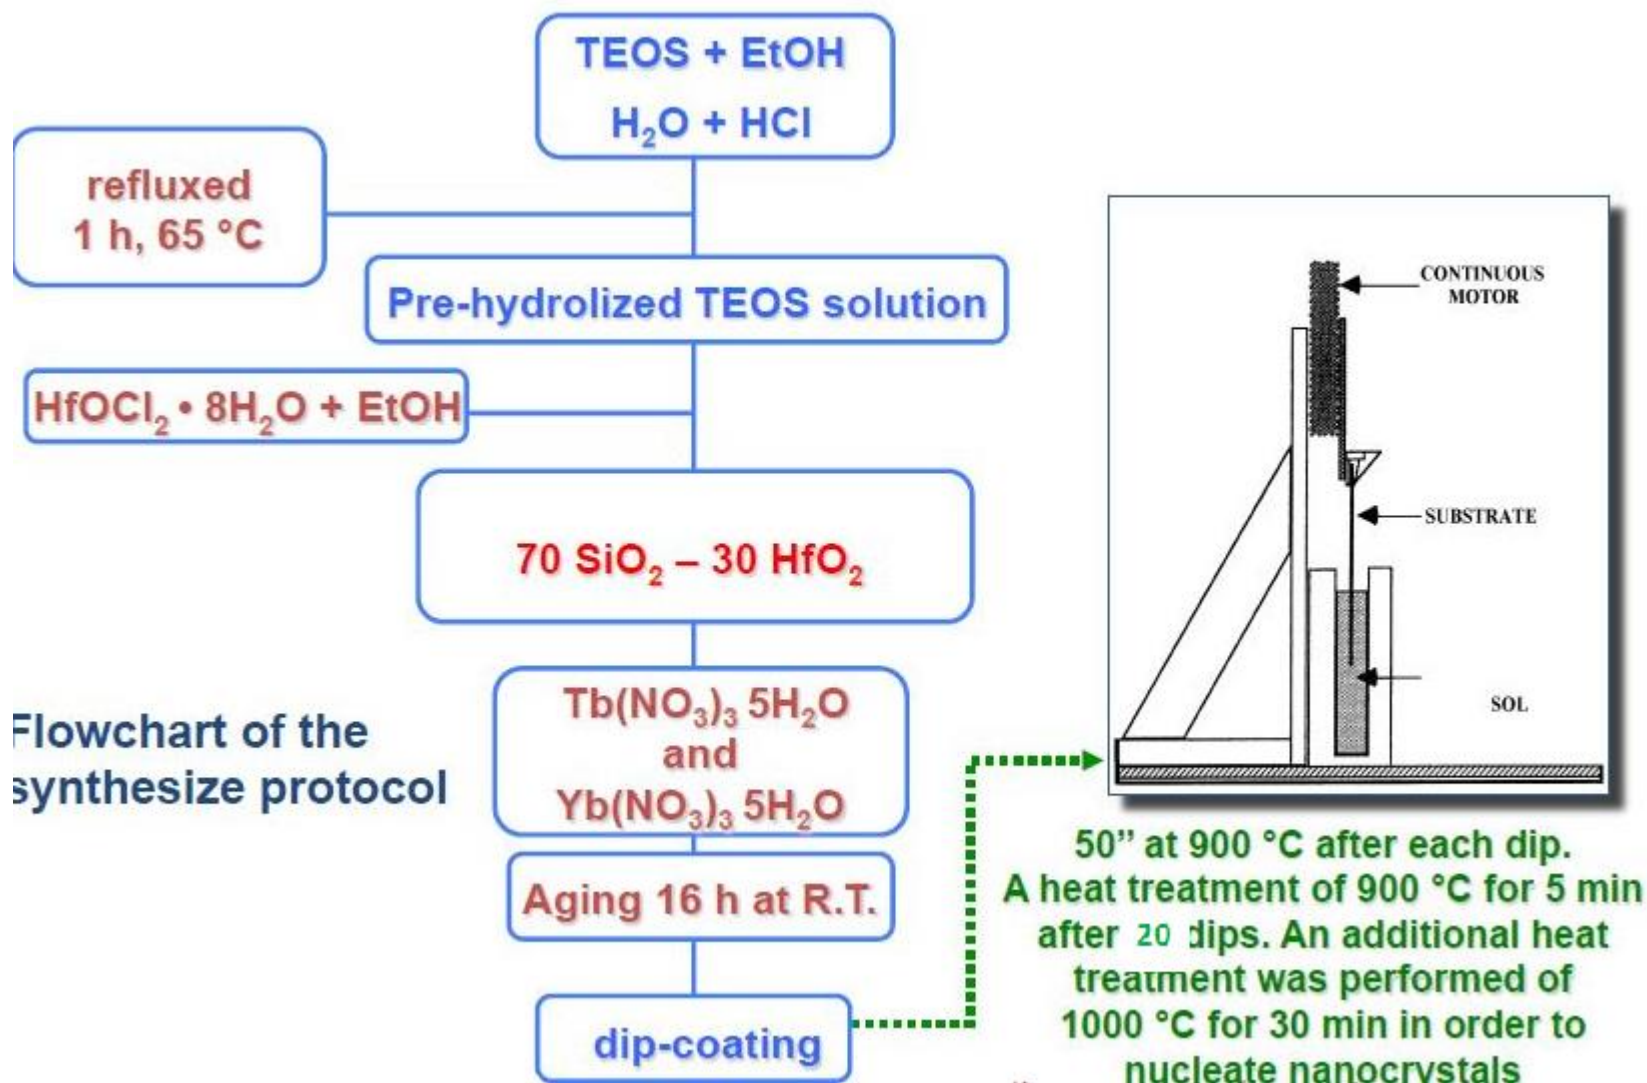 TEOS + EtOH
H₂O + HCl
refluxed
1 h, 65 °C
Pre-hydrolized TEOS solution
HfOCl₂ • 8H₂O + EtOH
70 SiO₂ – 30 HfO₂
Tb(NO₃)₃ 5H₂O
and
Yb(NO₃)₃ 5H₂O
Flowchart of the
synthesize protocol
Aging 16 h at R.T.
dip-coating
CONTINUOUS
MOTOR
SUBSTRATE
SOL
50” at 900 °C after each dip.
A heat treatment of 900 °C for 5 min
after 20 dips. An additional heat
treatment was performed of
1000 °C for 30 min in order to
nucleate nanocrystals